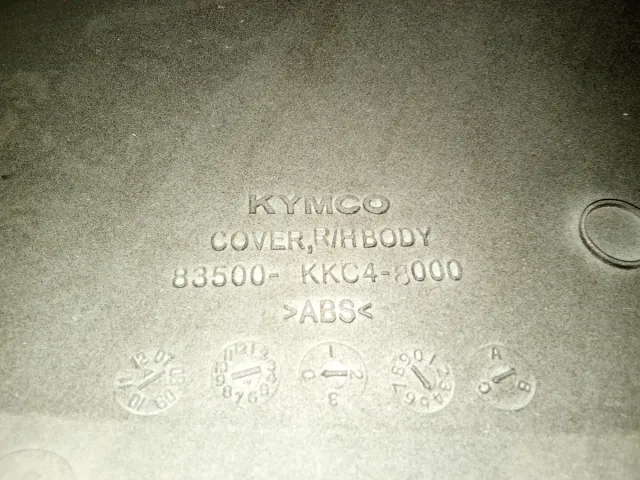 KYMCO
COVER,R/H BODY
83500- KKC4-8000
>ABS<